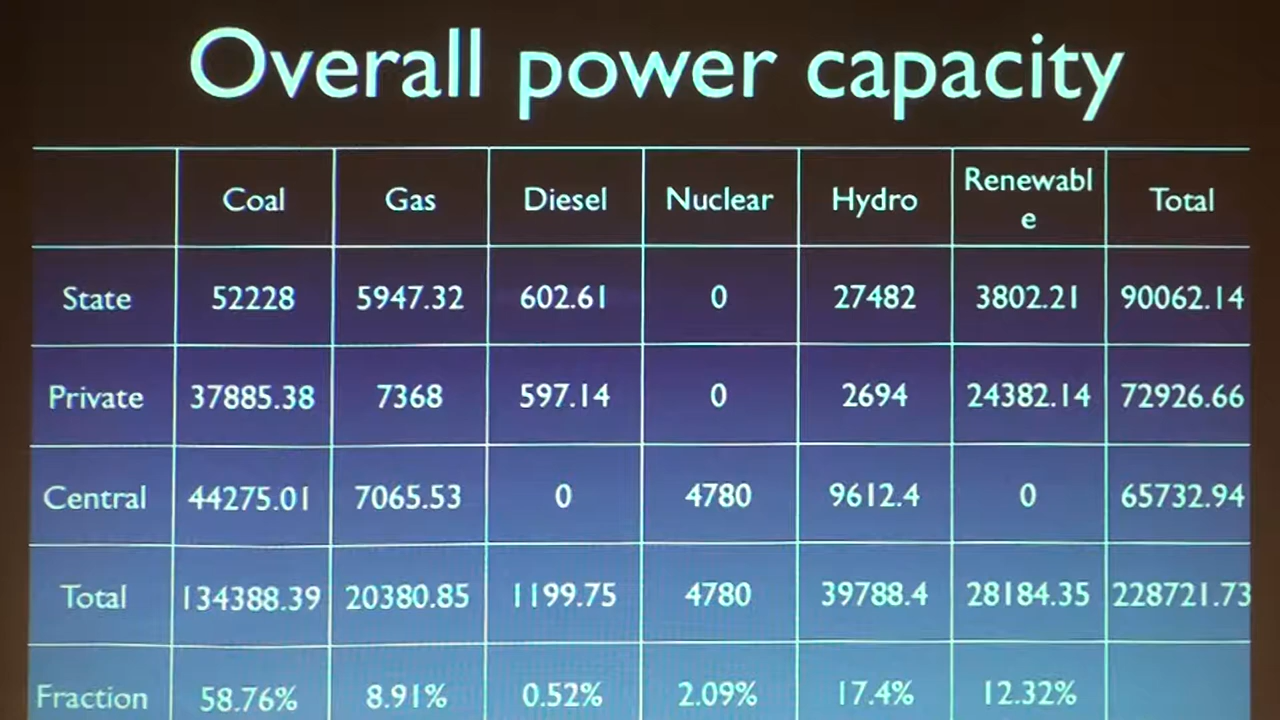 Overall power capacity
Coal Gas Diesel Nuclear Hydro Renewabl
e Total
State 52228 5947.32 602.61 0 27482 3802.21 90062.14
Private 37885.38 7368 597.14 0 2694 24382.14 72926.66
Central 44275.01 7065.53 0 4780 9612.4 0 65732.94
Total 134388.39 20380.85 1199.75 4780 39788.4 28184.35 228721.73
Fraction 58.76% 8.91% 0.52% 2.09% 17.4% 12.32%